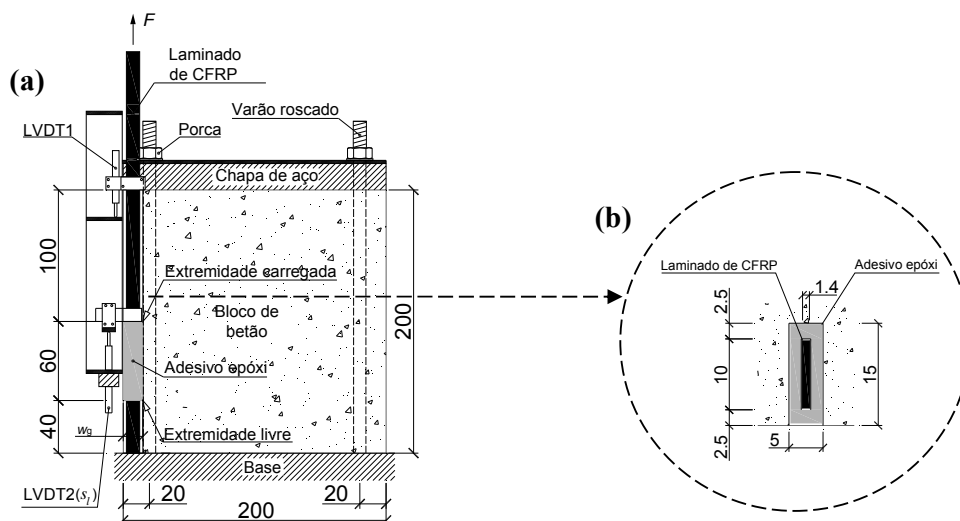 F
Laminado
de CFRP
(a)
Varão roscado
LVDT1
Porca
Chapa de aço
100
Extremidade carregada
Bloco de
betão
200
60
Adesivo epóxi
40
wg
Extremidade livre
Base
LVDT2(sl)
20
20
200
(b)
Laminado de CFRP
Adesivo epóxi
1.4
2.5
10
15
2.5
5